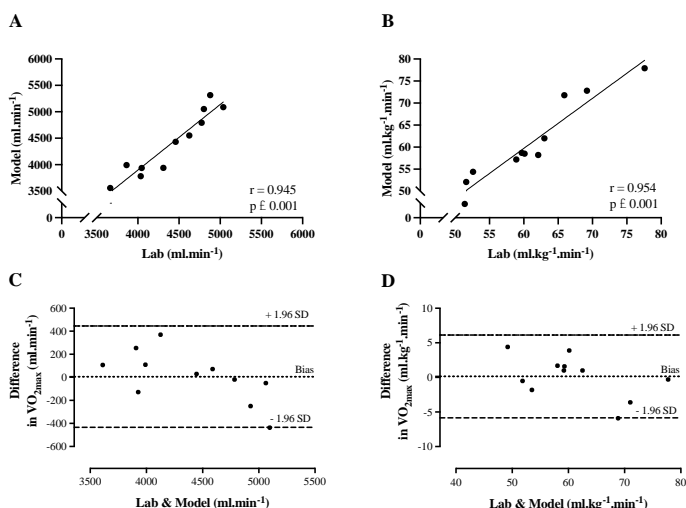 A
B
6000
5500
5000
4500
4000
3500
0
Model (ml.min⁻¹)
r = 0.945
p £ 0.001
0
3500
4000
4500
5000
5500
6000
Lab (ml.min⁻¹)
80
75
70
65
60
55
50
0
Model (ml.kg⁻¹.min⁻¹)
r = 0.954
p £ 0.001
0
50
55
60
65
70
75
80
Lab (ml.kg⁻¹.min⁻¹)
C
D
600
400
200
0
-200
-400
-600
Difference
in VO₂max (ml.min⁻¹)
+ 1.96 SD
Bias
- 1.96 SD
3500
4000
4500
5000
5500
Lab & Model (ml.min⁻¹)
10
5
0
-5
-10
Difference
in VO₂max (ml.kg⁻¹.min⁻¹)
+ 1.96 SD
Bias
- 1.96 SD
40
50
60
70
80
Lab & Model (ml.kg⁻¹.min⁻¹)